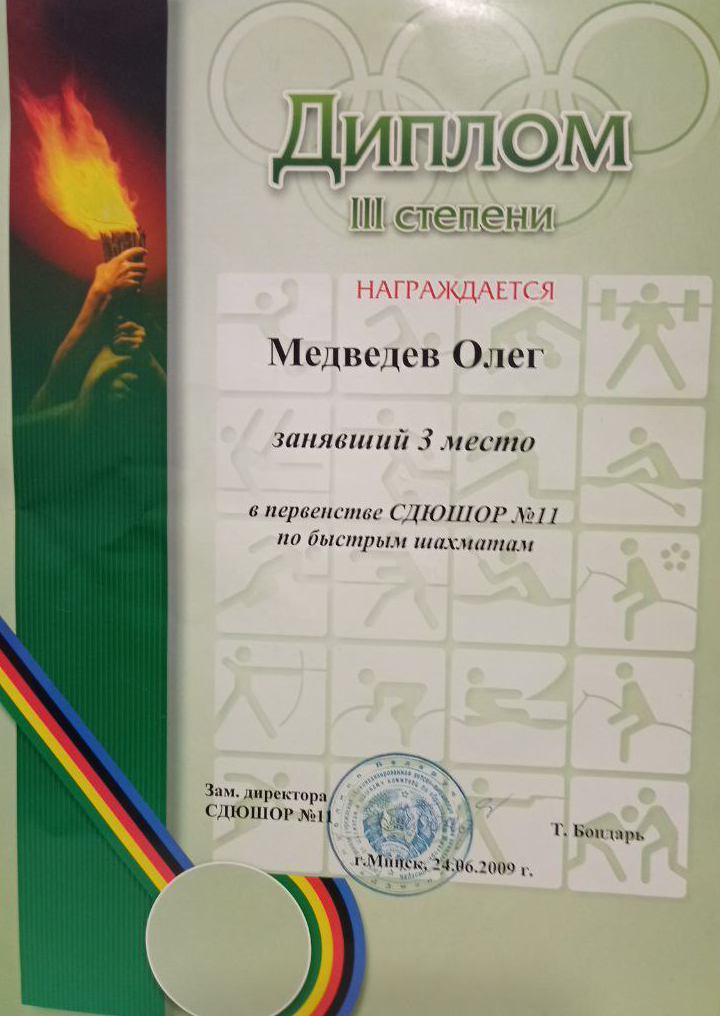 Диплом
III степени
НАГРАЖДАЕТСЯ
Медведев Олег
занявший 3 место
в первенстве СДЮШОР №11
по быстрым шахматам
Зам. директора
СДЮШОР №11
Т. Бондарь
г.Минск, 24.06.2009 г.